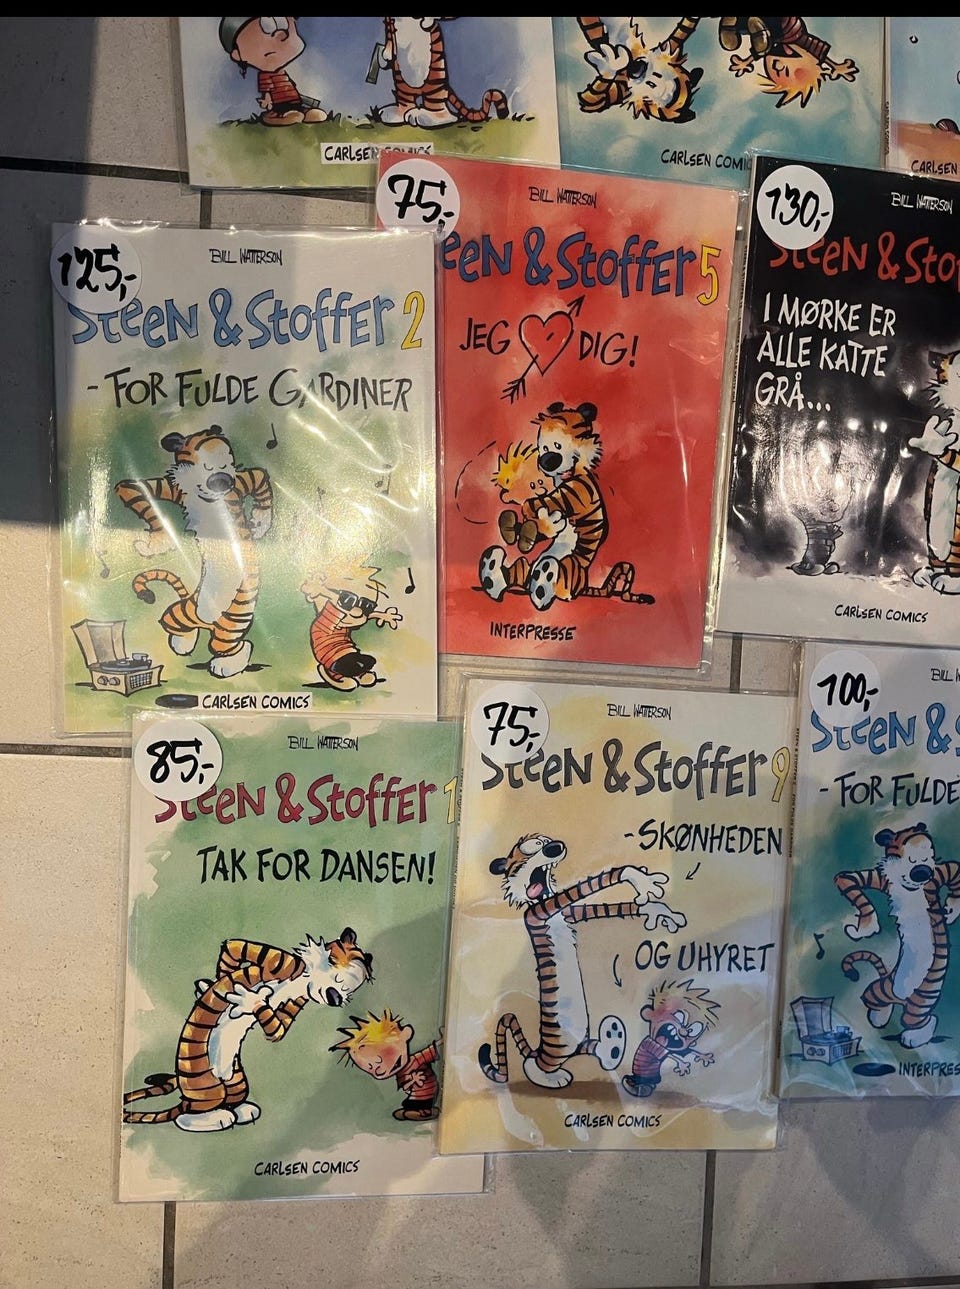 CARLSEN COMICS
CARLSEN COMIC
CARLSEN
125,-
BILL WATTERSON
Steen & Stoffer 2
- FOR FULDE GARDINER
CARLSEN COMICS
75,-
BILL WATTERSON
een & Stoffer 5
JEG DIG!
INTERPRESSE
130,-
BILL WATTERSON
Steen & Sto
I MØRKE ER
ALLE KATTE
GRÅ...
CARLSEN COMICS
85,-
BILL WATTERSON
Steen & Stoffer 1
TAK FOR DANSEN!
CARLSEN COMICS
75,-
BILL WATTERSON
Steen & Stoffer 9
- SKØNHEDEN
OG UHYRET
CARLSEN COMICS
100,-
BILL
Steen &
- FOR FULDE
INTERPRES